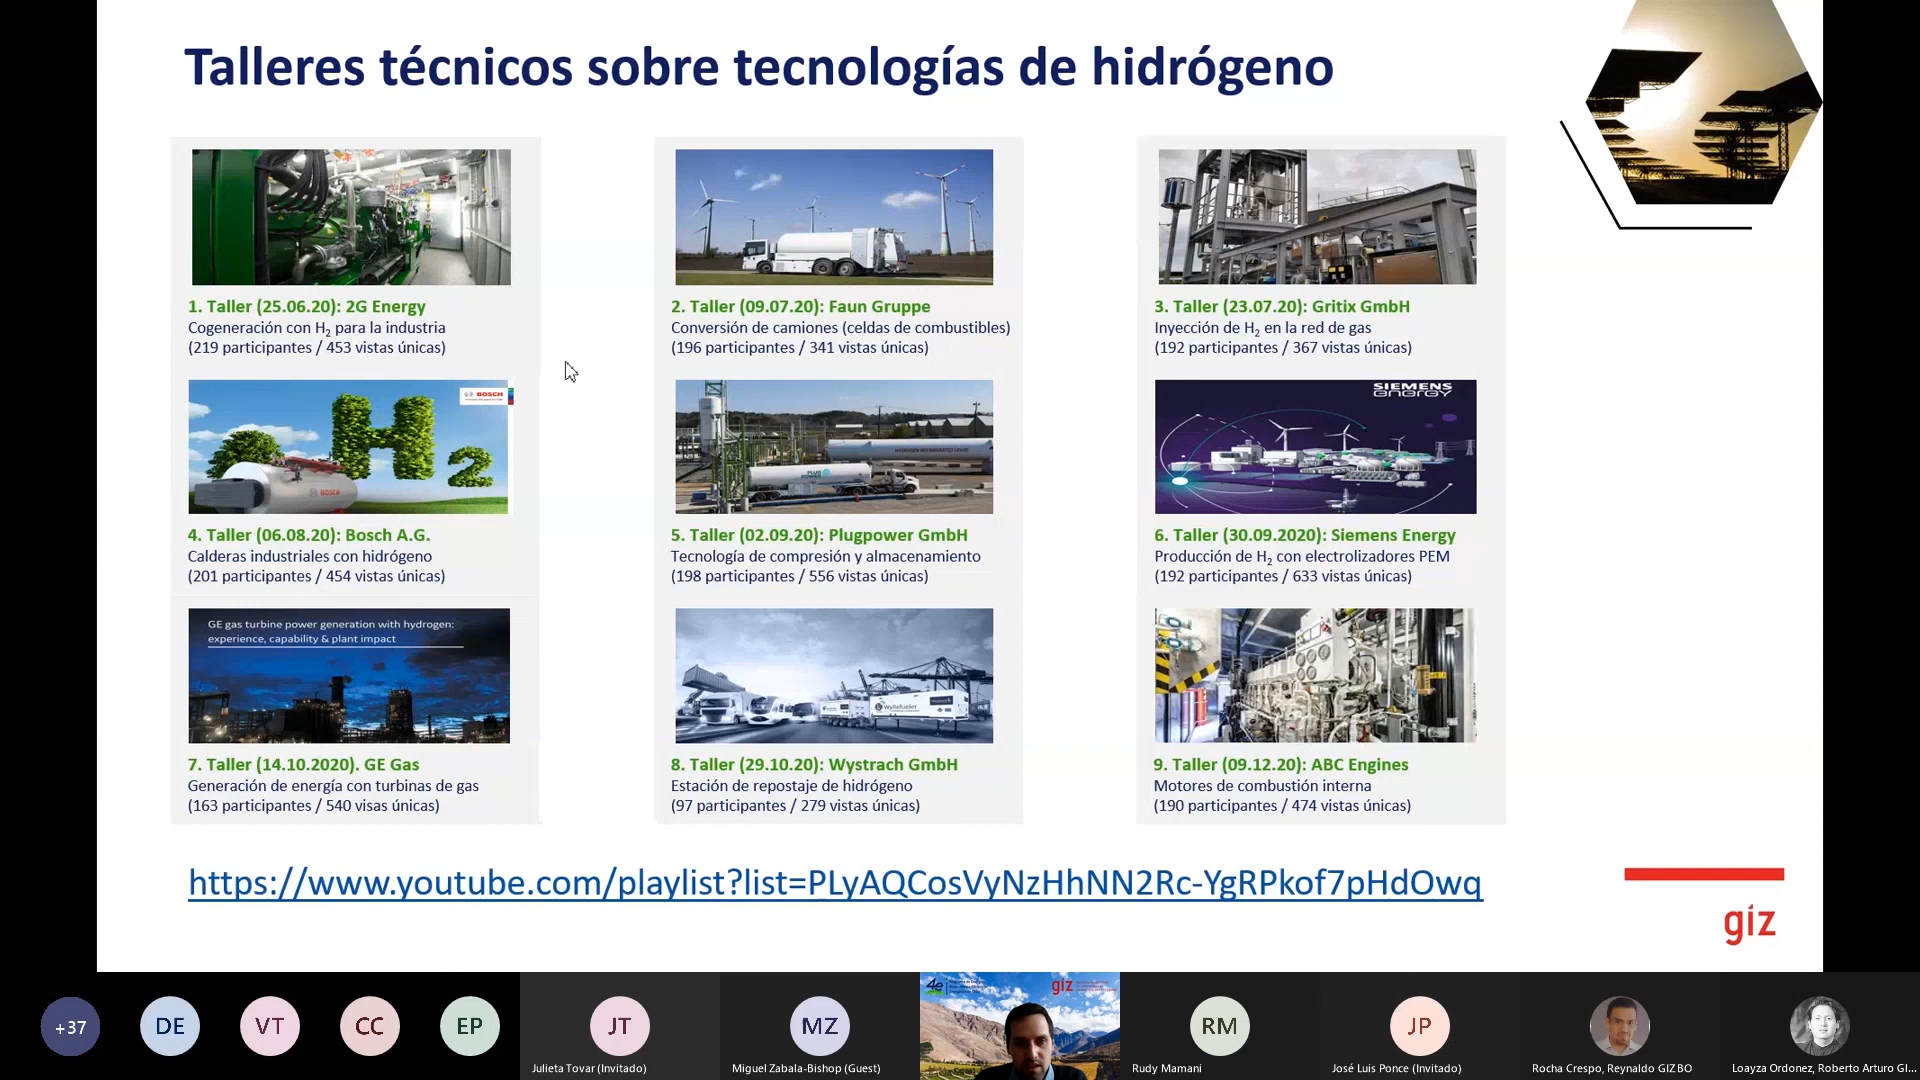 Talleres técnicos sobre tecnologías de hidrógeno
1. Taller (25.06.20): 2G Energy
Cogeneración con H₂ para la industria
(219 participantes / 453 vistas únicas)
2. Taller (09.07.20): Faun Gruppe
Conversión de camiones (celdas de combustibles)
(196 participantes / 341 vistas únicas)
3. Taller (23.07.20): Gritix GmbH
Inyección de H₂ en la red de gas
(192 participantes / 367 vistas únicas)
BOSCH
BOSCH
H2
4. Taller (06.08.20): Bosch A.G.
Calderas industriales con hidrógeno
(201 participantes / 454 vistas únicas)
PLUG
POWER
5. Taller (02.09.20): Plugpower GmbH
Tecnología de compresión y almacenamiento
(198 participantes / 556 vistas únicas)
SIEMENS
energy
6. Taller (30.09.2020): Siemens Energy
Producción de H₂ con electrolizadores PEM
(192 participantes / 633 vistas únicas)
GE gas turbine power generation with hydrogen:
experience, capability & plant impact
7. Taller (14.10.2020). GE Gas
Generación de energía con turbinas de gas
(163 participantes / 540 visas únicas)
Wyrefueler
8. Taller (29.10.20): Wystrach GmbH
Estación de repostaje de hidrógeno
(97 participantes / 279 vistas únicas)
9. Taller (09.12.20): ABC Engines
Motores de combustión interna
(190 participantes / 474 vistas únicas)
https://www.youtube.com/playlist?list=PLyAQCosVyNzHhNN2Rc-YgRPkof7pHdOwq
giz
+37
DE
VT
CC
EP
JT
Julieta Tovar (Invitado)
MZ
Miguel Zabala-Bishop (Guest)
4e
giz
RM
Rudy Mamani
JP
José Luis Ponce (Invitado)
Rocha Crespo, Reynaldo GIZ BO
Loayza Ordonez, Roberto Arturo GI...